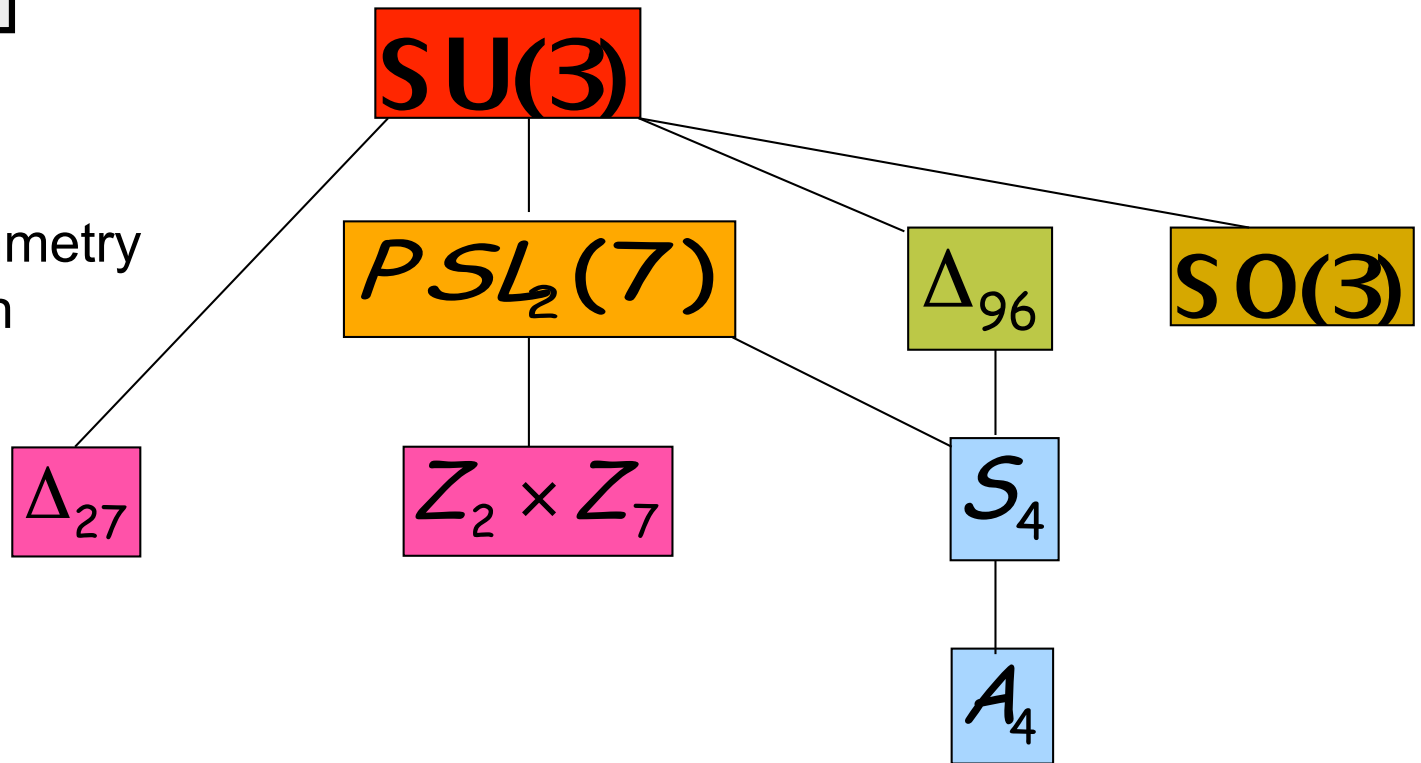 SU(3)
metry
n
PSL₂(7)
Δ₉₆
SO(3)
Δ₂₇
Z₂ × Z₇
S₄
A₄